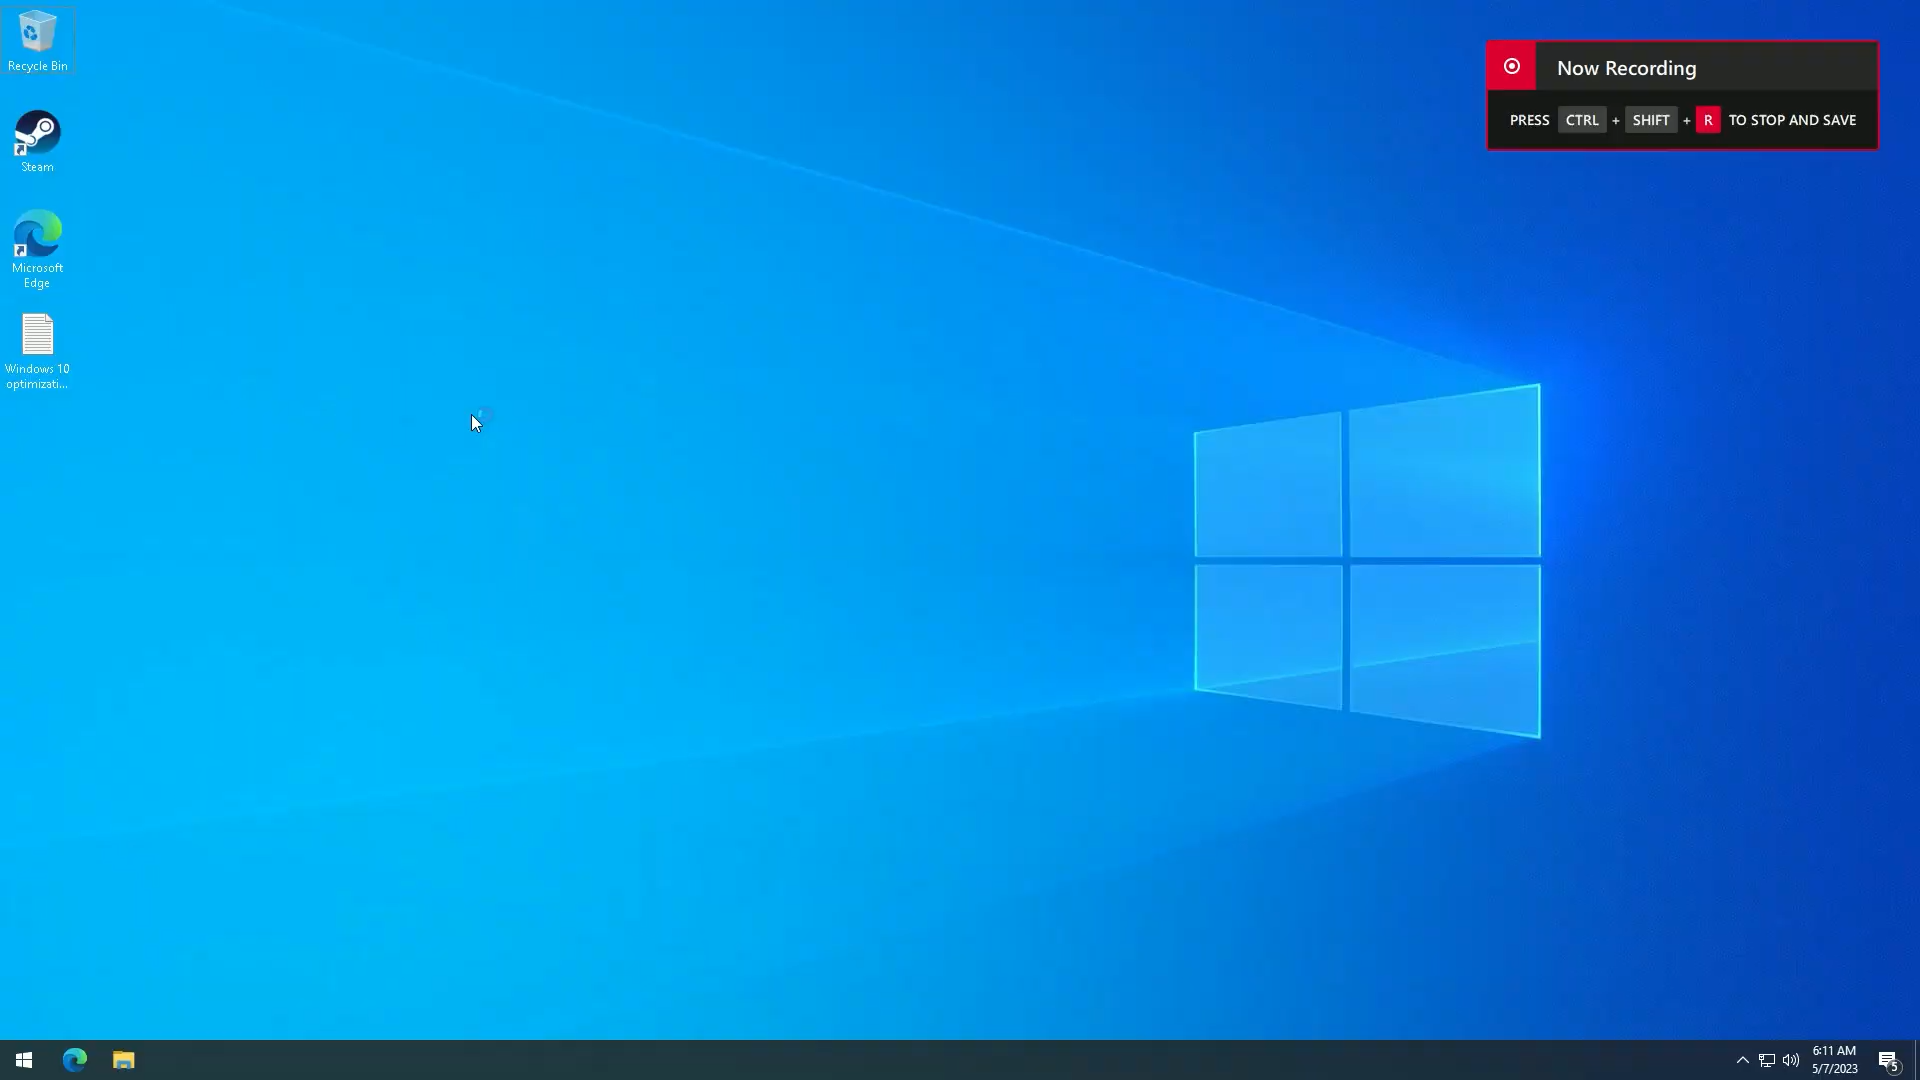 Recycle Bin
Steam
Microsoft
Edge
Windows 10
optimizati...
Now Recording
PRESS CTRL + SHIFT + R TO STOP AND SAVE
6:11 AM
5/7/2023
5